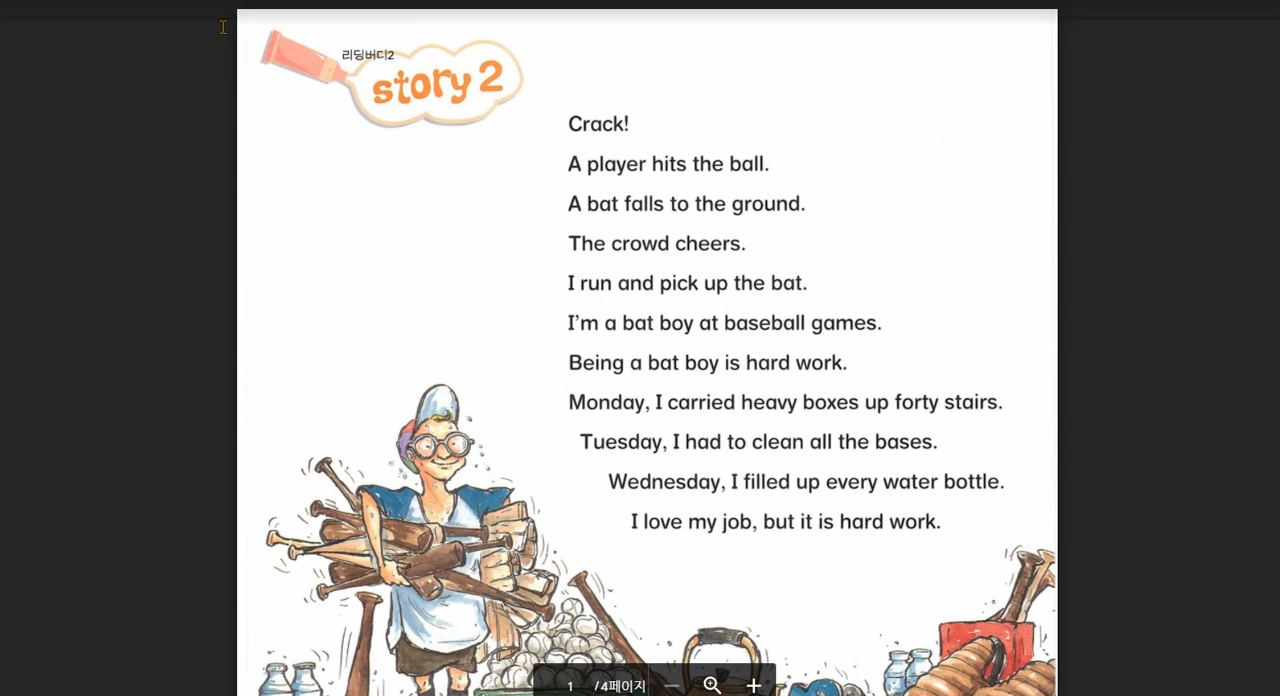 리딩버디2
story 2
Crack!
A player hits the ball.
A bat falls to the ground.
The crowd cheers.
I run and pick up the bat.
I'm a bat boy at baseball games.
Being a bat boy is hard work.
Monday, I carried heavy boxes up forty stairs.
Tuesday, I had to clean all the bases.
Wednesday, I filled up every water bottle.
I love my job, but it is hard work.
1 /4페이지